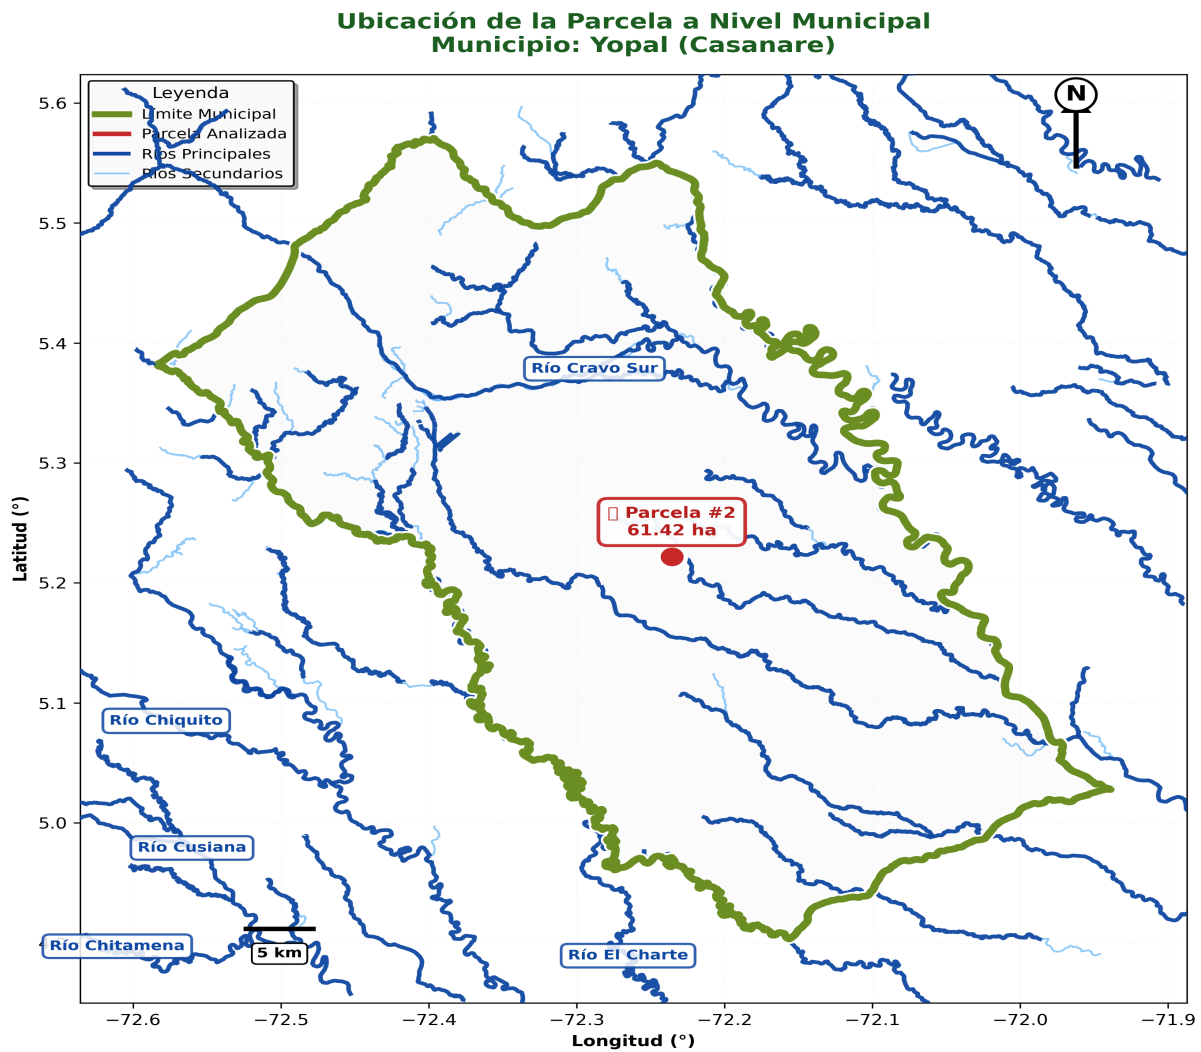 Ubicación de la Parcela a Nivel Municipal
Municipio: Yopal (Casanare)
Leyenda
Límite Municipal
Parcela Analizada
Ríos Principales
Ríos Secundarios
N
Río Cravo Sur
Parcela #2
61.42 ha
Río Chiquito
Río Cusiana
Río Chitamena
5 km
Río El Charte
5.6
5.5
5.4
5.3
5.2
5.1
5.0
Latitud (°)
−72.6
−72.5
−72.4
−72.3
−72.2
−72.1
−72.0
−71.9
Longitud (°)